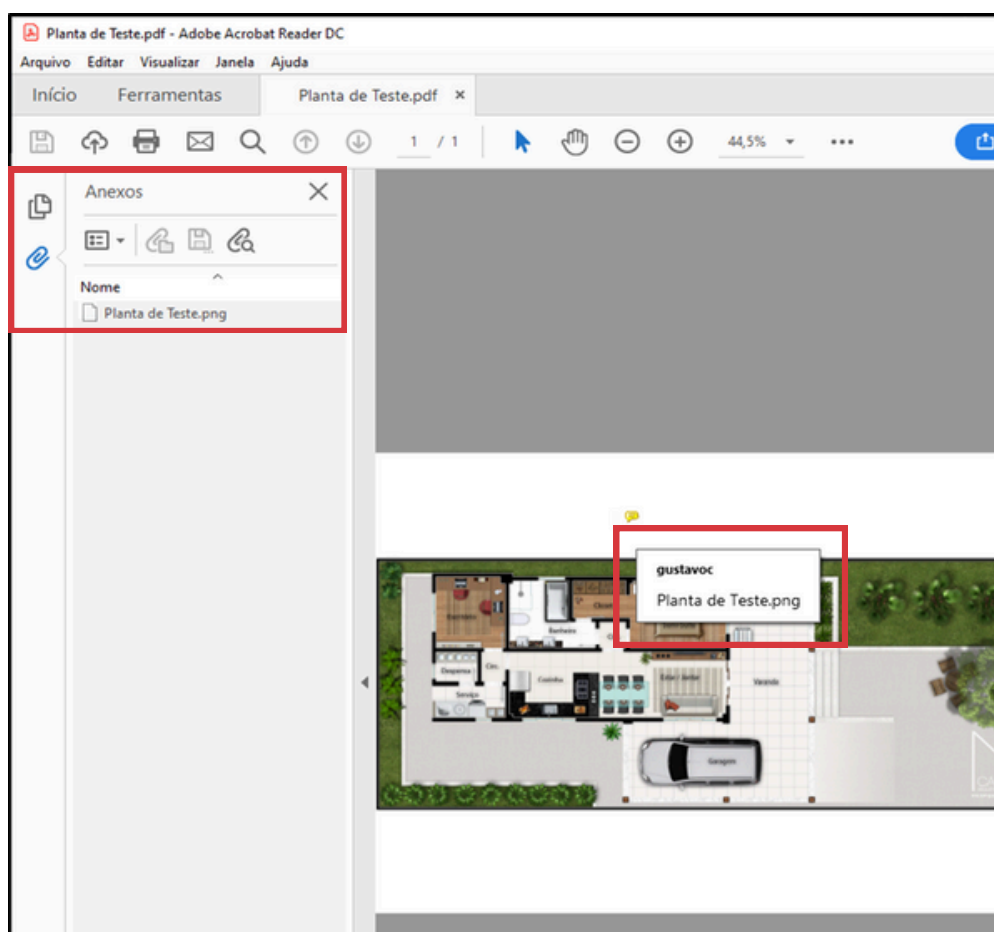 Planta de Teste.pdf - Adobe Acrobat Reader DC
Arquivo Editar Visualizar Janela Ajuda
Início Ferramentas Planta de Teste.pdf ×
1 / 1 44,5%
Anexos
Nome
Planta de Teste.png
gustavoc
Planta de Teste.png
Escritório
Closet
Banheiro
Despensa
Circ.
Cozinha
Estar / Jantar
Varanda
Serviço
Garagem